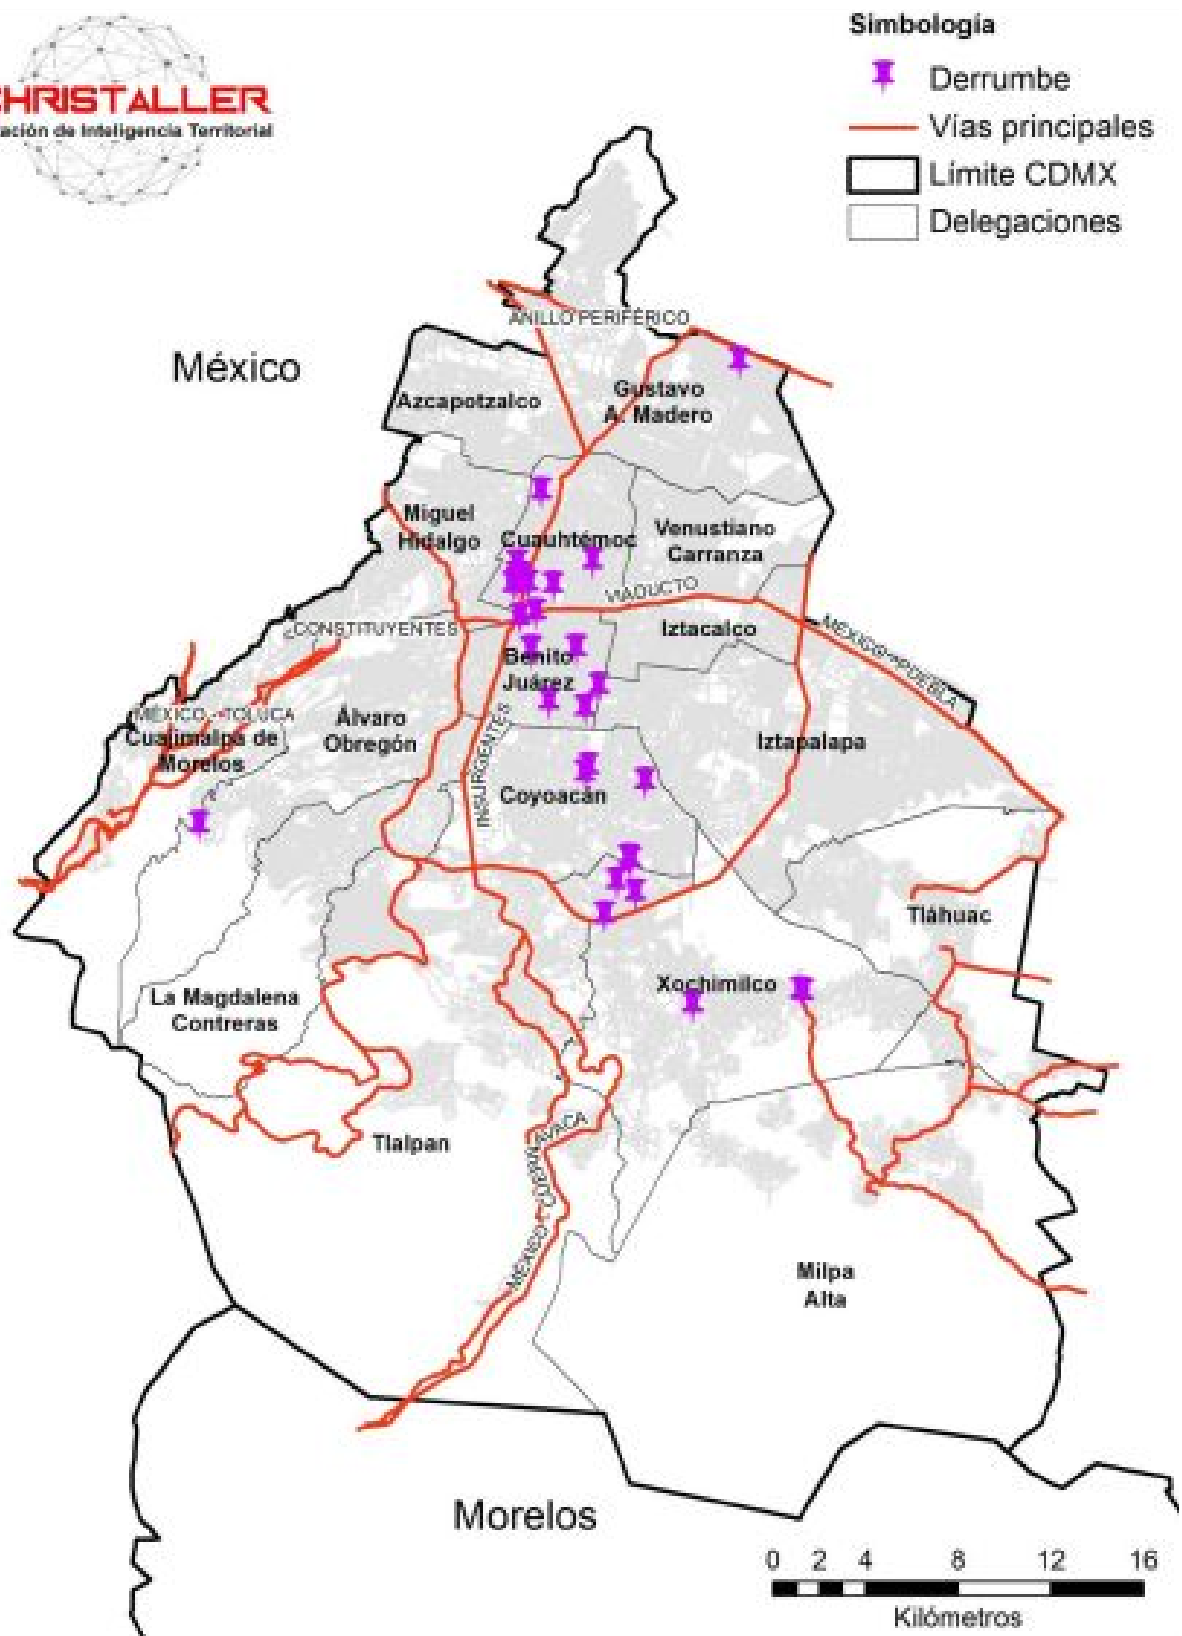 CHRISTALLER
ación de Inteligencia Territorial
Simbología
Derrumbe
Vías principales
Límite CDMX
Delegaciones
México
ANILLO PERIFÉRICO
Azcapotzalco
Gustavo
A. Madero
Miguel
Hidalgo
Cuauhtémoc
Venustiano
Carranza
VIADUCTO
CONSTITUYENTES
Iztacalco
MÉXICO - PUEBLA
Benito
Juárez
MÉXICO - TOLUCA
Cuajimalpa de
Morelos
Álvaro
Obregón
INSURGENTES
Iztapalapa
Coyoacán
Tláhuac
La Magdalena
Contreras
Xochimilco
Tlalpan
MÉXICO - CUERNAVACA
Milpa
Alta
Morelos
0 2 4 8 12 16
Kilómetros